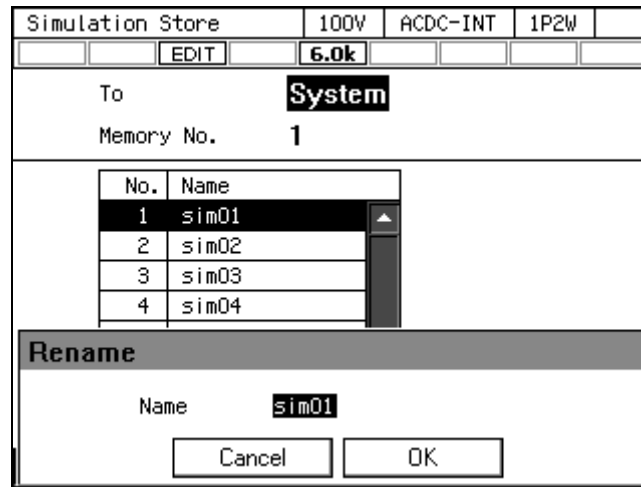 Simulation Store 100V ACDC-INT 1P2W
EDIT 6.0k
To System
Memory No. 1
No. Name
1 sim01
2 sim02
3 sim03
4 sim04
Rename
Name sim01
Cancel OK